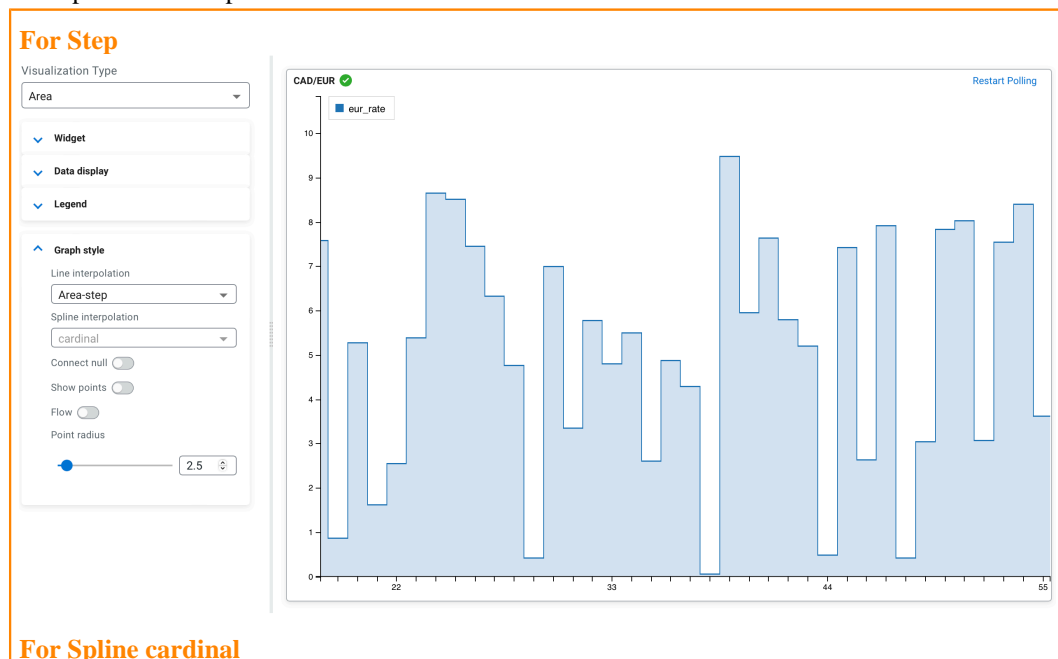 For Step
Visualization Type
Area
Widget
Data display
Legend
Graph style
Line interpolation
Area-step
Spline interpolation
cardinal
Connect null
Show points
Flow
Point radius
2.5
CAD/EUR
Restart Polling
eur_rate
10
9
8
7
6
5
4
3
2
1
0
22 33 44 55
For Spline cardinal